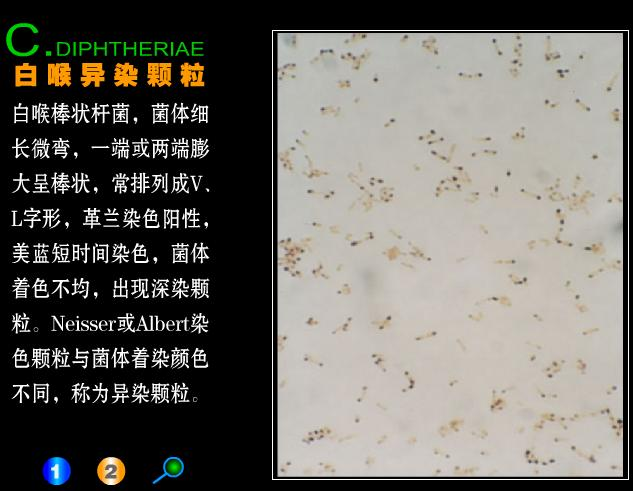 C.DIPHTHERIAE
白喉异染颗粒
白喉棒状杆菌，菌体细
长微弯，一端或两端膨
大呈棒状，常排列成V、
L字形，革兰染色阳性，
美蓝短时间染色，菌体
着色不均，出现深染颗
粒。Neisser或Albert染
色颗粒与菌体着染颜色
不同，称为异染颗粒。
1 2